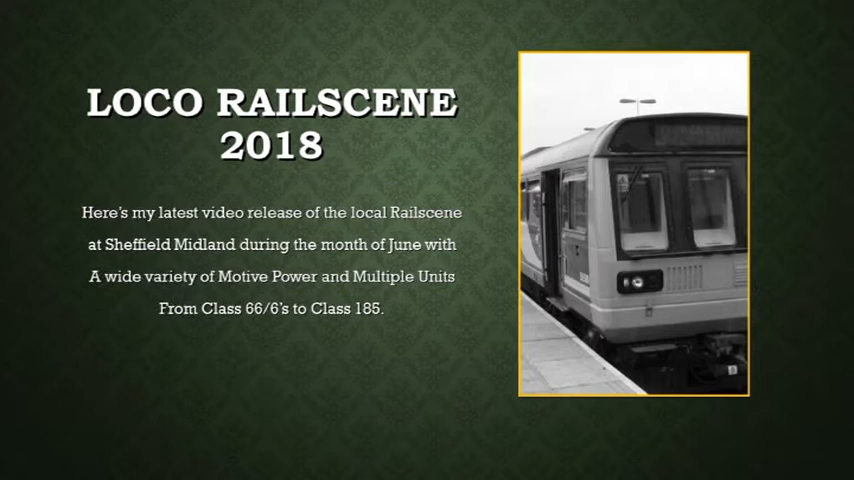 LOCO RAILSCENE
2018
Here's my latest video release of the local Railscene
at Sheffield Midland during the month of June with
A wide variety of Motive Power and Multiple Units
From Class 66/6's to Class 185.